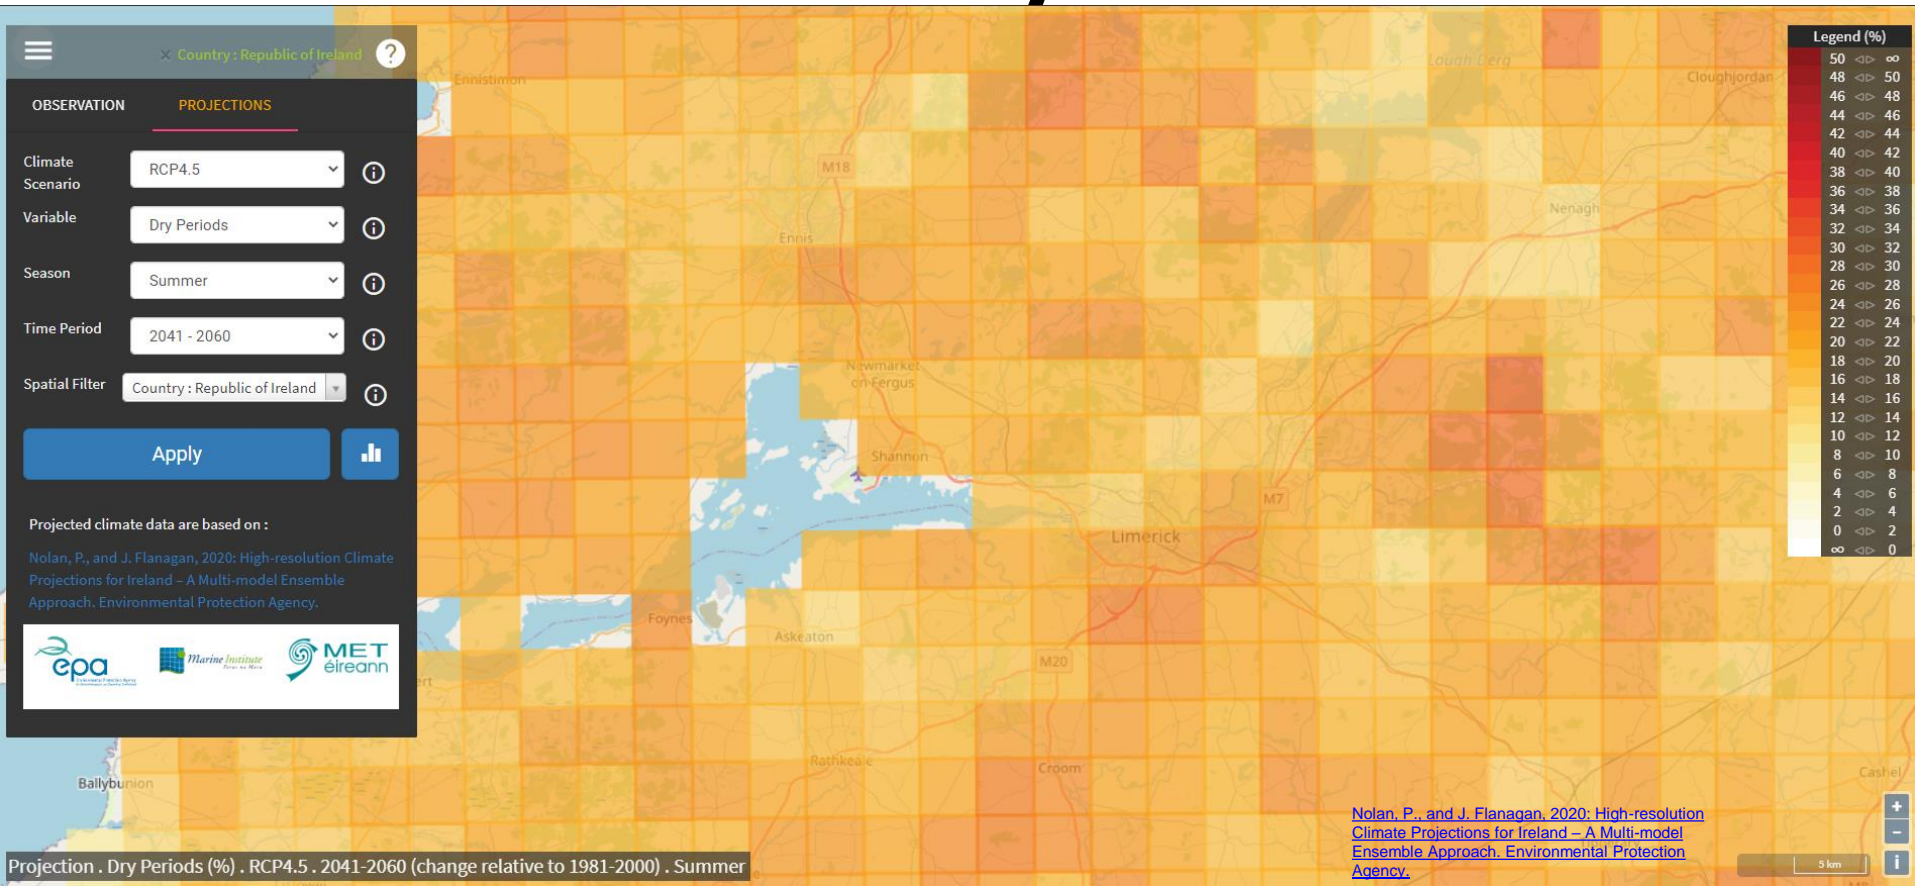 × Country : Republic of Ireland ?
OBSERVATION PROJECTIONS
Climate Scenario RCP4.5
Variable Dry Periods
Season Summer
Time Period 2041 - 2060
Spatial Filter Country : Republic of Ireland
Apply
Projected climate data are based on :
Nolan, P., and J. Flanagan, 2020: High-resolution Climate
Projections for Ireland – A Multi-model Ensemble
Approach. Environmental Protection Agency.
epa
Marine Institute
MET
éireann
Ennistimon
Lough Derg
Cloughjordan
M18
Nenagh
Ennis
Newmarket
on-Fergus
Shannon
M7
Limerick
Foynes
Askeaton
M20
Rathkeale
Croom
Cashel
Ballybunion
Legend (%)
50 ◁▷ ∞
48 ◁▷ 50
46 ◁▷ 48
44 ◁▷ 46
42 ◁▷ 44
40 ◁▷ 42
38 ◁▷ 40
36 ◁▷ 38
34 ◁▷ 36
32 ◁▷ 34
30 ◁▷ 32
28 ◁▷ 30
26 ◁▷ 28
24 ◁▷ 26
22 ◁▷ 24
20 ◁▷ 22
18 ◁▷ 20
16 ◁▷ 18
14 ◁▷ 16
12 ◁▷ 14
10 ◁▷ 12
8 ◁▷ 10
6 ◁▷ 8
4 ◁▷ 6
2 ◁▷ 4
0 ◁▷ 2
∞ ◁▷ 0
Nolan, P., and J. Flanagan, 2020: High-resolution
Climate Projections for Ireland – A Multi-model
Ensemble Approach. Environmental Protection
Agency.
+
−
i
5 km
Projection . Dry Periods (%) . RCP4.5 . 2041-2060 (change relative to 1981-2000) . Summer